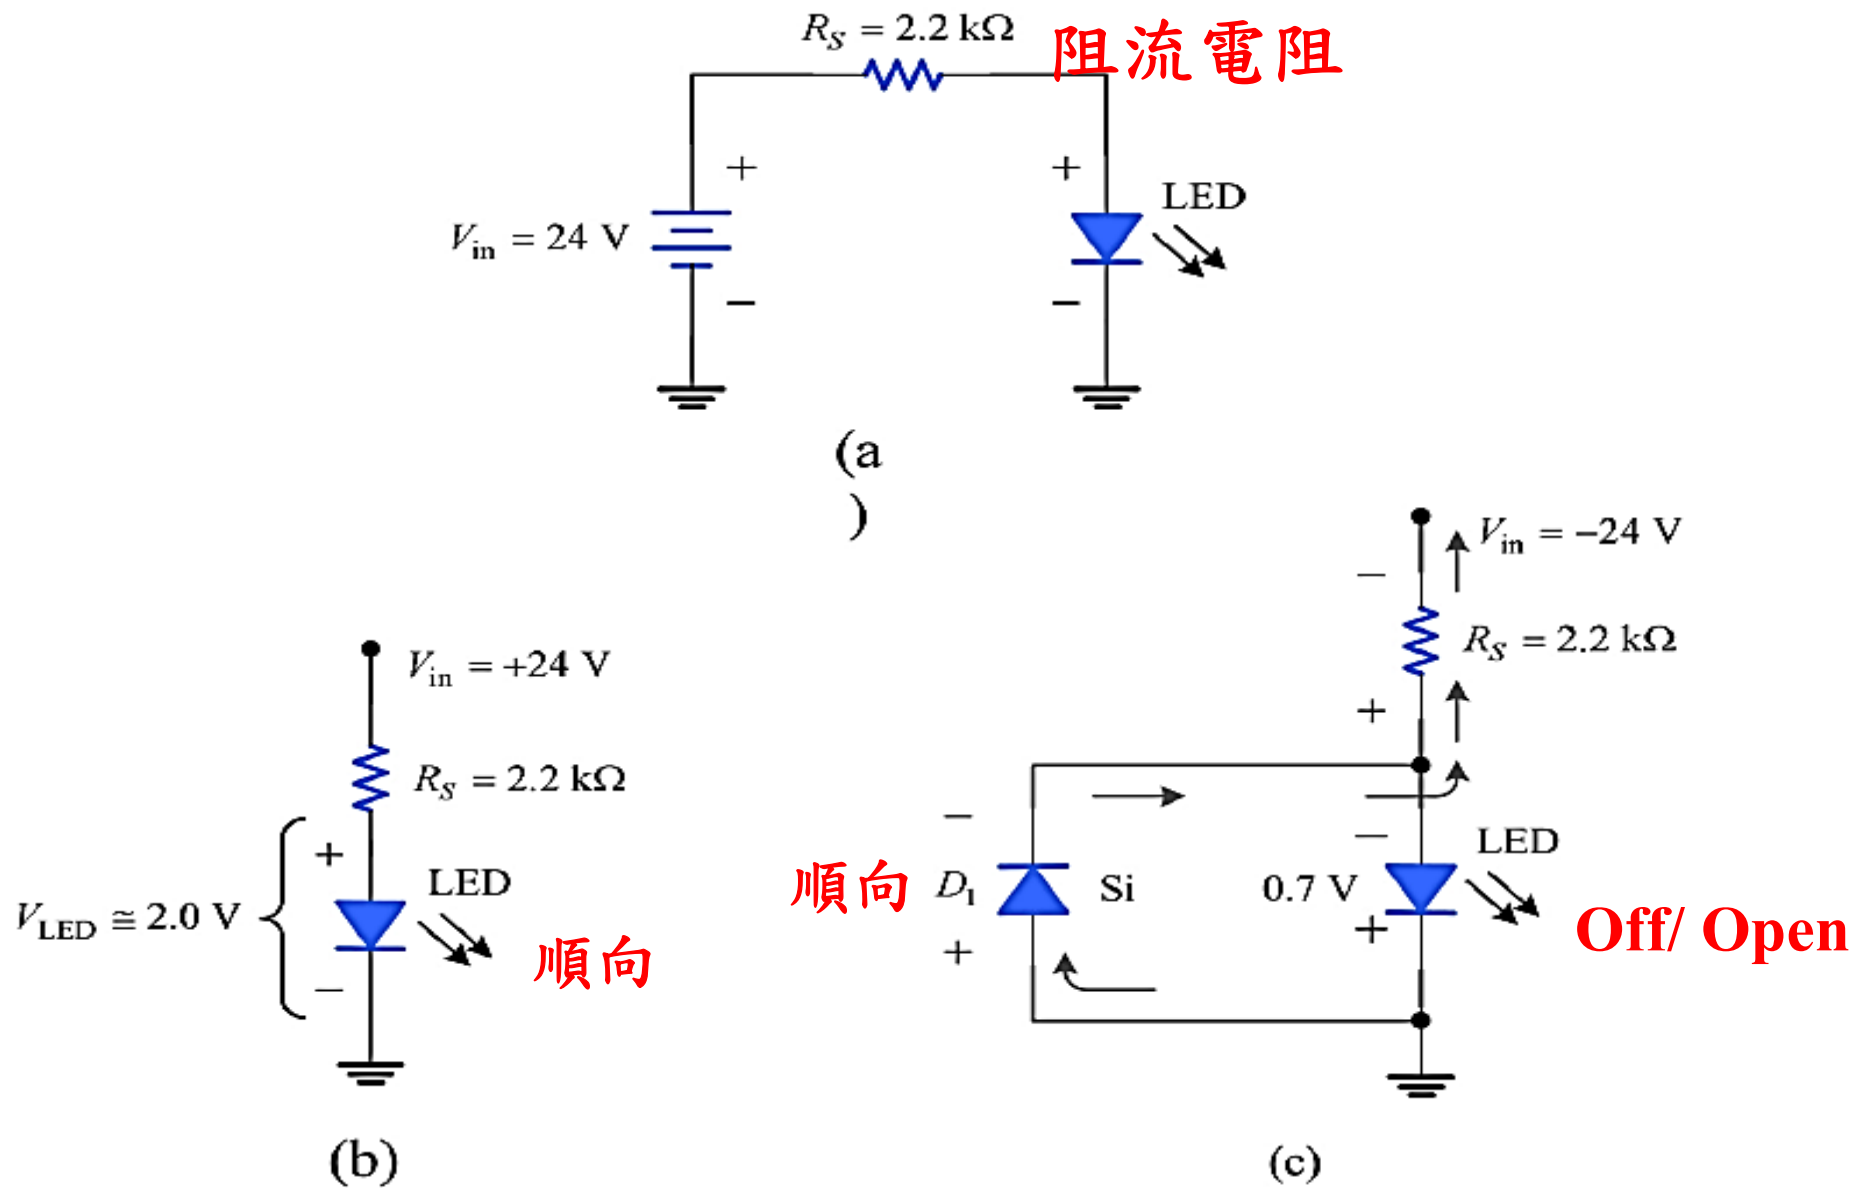 R_S = 2.2 kΩ 阻流電阻
+ +
LED
V_in = 24 V
− −
(a
)
V_in = −24 V
−
R_S = 2.2 kΩ
+
V_in = +24 V
R_S = 2.2 kΩ
+
LED
V_LED ≅ 2.0 V
順向
−
(b)
− − LED
順向 D_1 Si 0.7 V
Off/ Open
+ +
(c)